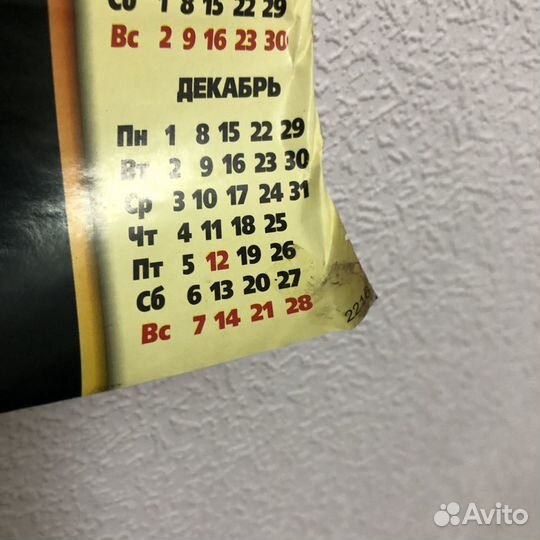 Сб 1 8 15 22 29
Вс 2 9 16 23 30
ДЕКАБРЬ
Пн 1 8 15 22 29
Вт 2 9 16 23 30
Ср 3 10 17 24 31
Чт 4 11 18 25
Пт 5 12 19 26
Сб 6 13 20 27
Вс 7 14 21 28
2216
Avito